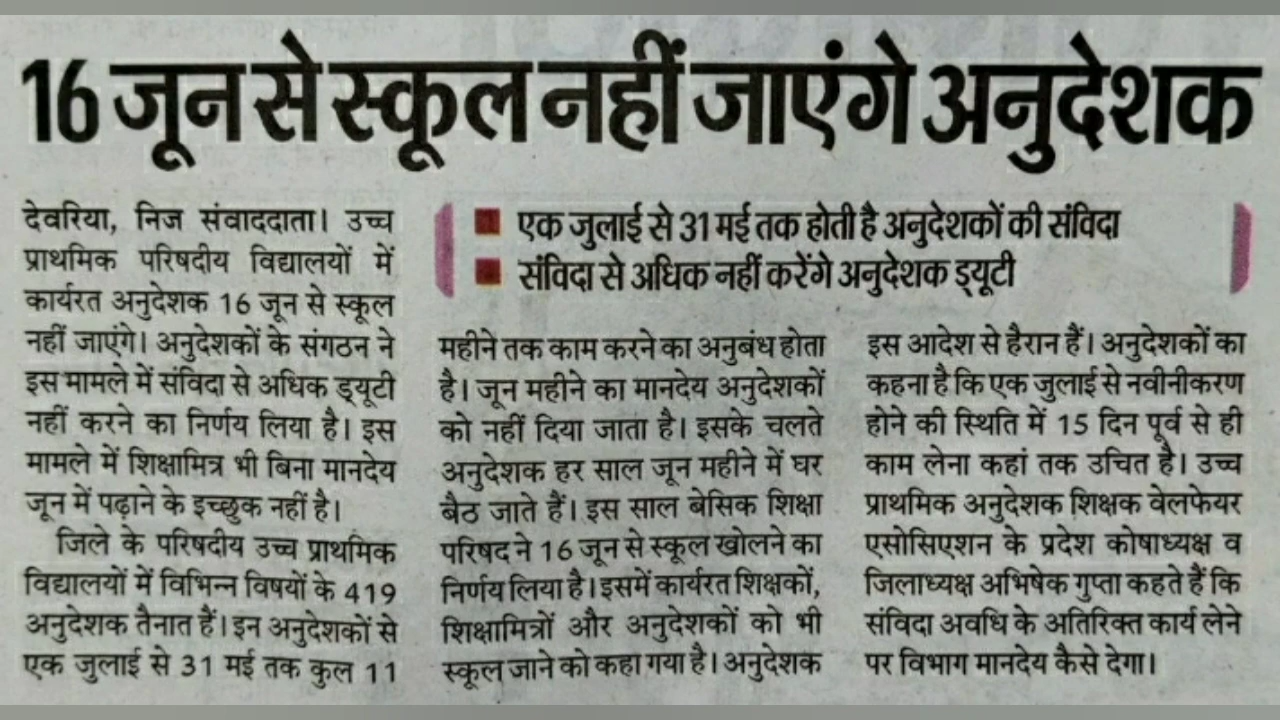 16 जून से स्कूल नहीं जाएंगे अनुदेशक
देवरिया, निज संवाददाता। उच्च
प्राथमिक परिषदीय विद्यालयों में
कार्यरत अनुदेशक 16 जून से स्कूल
नहीं जाएंगे। अनुदेशकों के संगठन ने
इस मामले में संविदा से अधिक ड्यूटी
नहीं करने का निर्णय लिया है। इस
मामले में शिक्षामित्र भी बिना मानदेय
जून में पढ़ाने के इच्छुक नहीं है।
जिले के परिषदीय उच्च प्राथमिक
विद्यालयों में विभिन्न विषयों के 419
अनुदेशक तैनात हैं। इन अनुदेशकों से
एक जुलाई से 31 मई तक कुल 11
एक जुलाई से 31 मई तक होती है अनुदेशकों की संविदा
संविदा से अधिक नहीं करेंगे अनुदेशक ड्यूटी
महीने तक काम करने का अनुबंध होता
है। जून महीने का मानदेय अनुदेशकों
को नहीं दिया जाता है। इसके चलते
अनुदेशक हर साल जून महीने में घर
बैठ जाते हैं। इस साल बेसिक शिक्षा
परिषद ने 16 जून से स्कूल खोलने का
निर्णय लिया है। इसमें कार्यरत शिक्षकों,
शिक्षामित्रों और अनुदेशकों को भी
स्कूल जाने को कहा गया है। अनुदेशक
इस आदेश से हैरान हैं। अनुदेशकों का
कहना है कि एक जुलाई से नवीनीकरण
होने की स्थिति में 15 दिन पूर्व से ही
काम लेना कहां तक उचित है। उच्च
प्राथमिक अनुदेशक शिक्षक वेलफेयर
एसोसिएशन के प्रदेश कोषाध्यक्ष व
जिलाध्यक्ष अभिषेक गुप्ता कहते हैं कि
संविदा अवधि के अतिरिक्त कार्य लेने
पर विभाग मानदेय कैसे देगा।